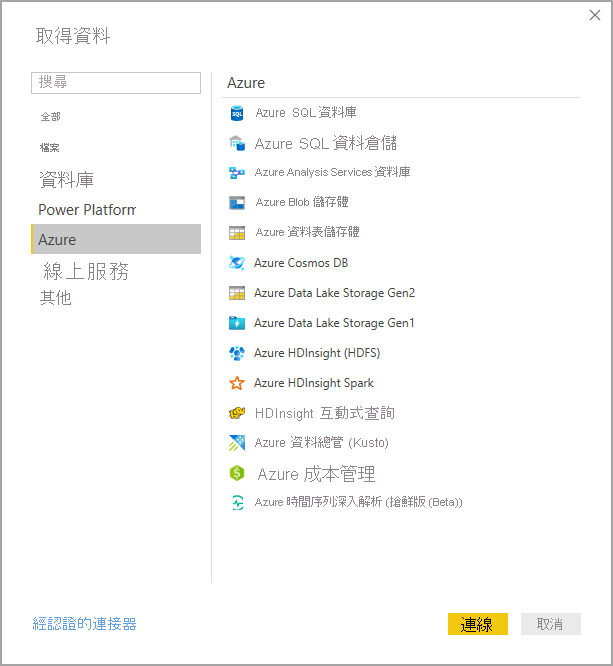 取得資料
搜尋
全部
檔案
資料庫
Power Platform
Azure
線上服務
其他
Azure
Azure SQL 資料庫
Azure SQL 資料倉儲
Azure Analysis Services 資料庫
Azure Blob 儲存體
Azure 資料表儲存體
Azure Cosmos DB
Azure Data Lake Storage Gen2
Azure Data Lake Storage Gen1
Azure HDInsight (HDFS)
Azure HDInsight Spark
HDInsight 互動式查詢
Azure 資料總管 (Kusto)
Azure 成本管理
Azure 時間序列深入解析 (搶鮮版 (Beta))
經認證的連接器
連線
取消